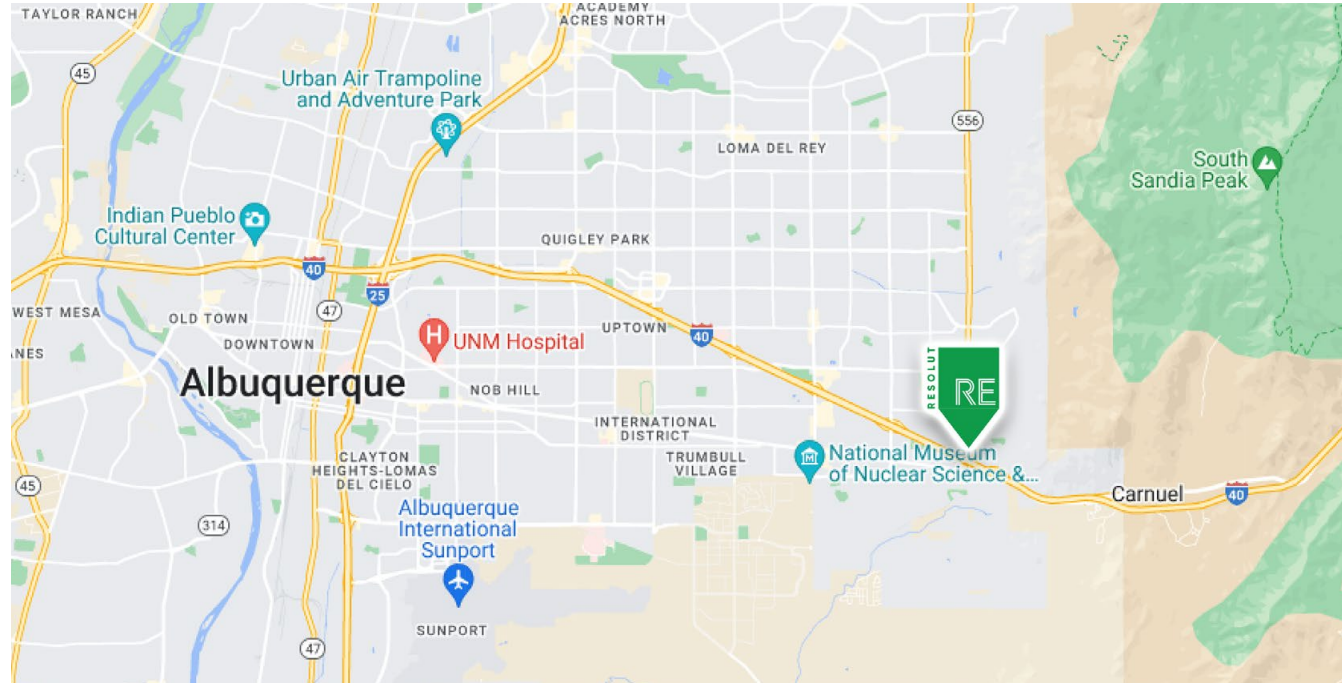 TAYLOR RANCH
ACADEMY
ACRES NORTH
45
Urban Air Trampoline
and Adventure Park
556
LOMA DEL REY
South
Sandia Peak
Indian Pueblo
Cultural Center
QUIGLEY PARK
40
25
47
WEST MESA
OLD TOWN
DOWNTOWN
UPTOWN
40
H
UNM Hospital
ANES
Albuquerque
NOB HILL
RESOLUT
RE
INTERNATIONAL
DISTRICT
CLAYTON
HEIGHTS-LOMAS
DEL CIELO
TRUMBULL
VILLAGE
M
National Museum
of Nuclear Science &...
45
Carnuel
40
314
Albuquerque
International
Sunport
SUNPORT
47